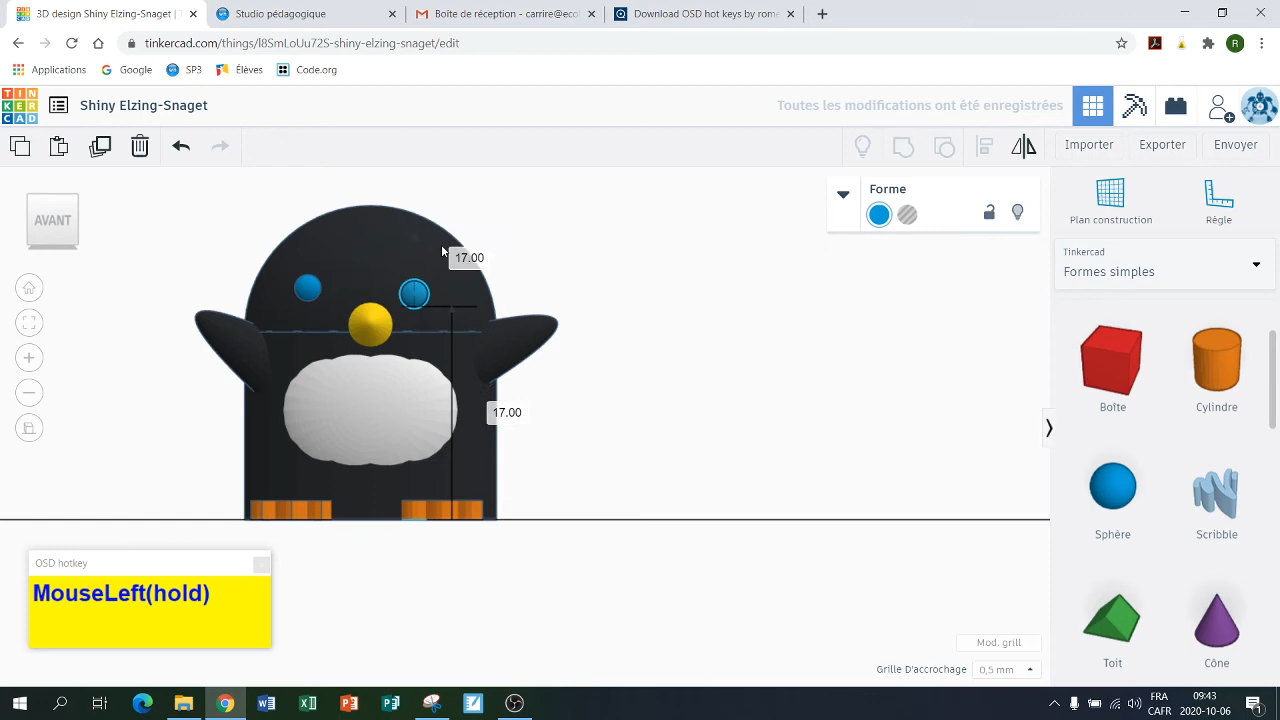 3D design Shiny Elzing-Snaget |
Studio pédagogique
Boîte de réception - carrire@ecol
Download OSD hot keys by rome
tinkercad.com/things/l8SmLoUu72S-shiny-elzing-snaget/edit
R
Applications
Google
SP3
Élèves
Code.org
TIN
KER
CAD
Shiny Elzing-Snaget
Toutes les modifications ont été enregistrées
Importer
Exporter
Envoyer
AVANT
Forme
17.00
17.00
Plan construction
Règle
Tinkercad
Formes simples
Boîte
Cylindre
Sphère
Scribble
Toit
Cône
OSD hotkey
MouseLeft(hold)
Mod. grill
Grille D'accrochage
0,5 mm
FRA
CAFR
09:43
2020-10-06
1